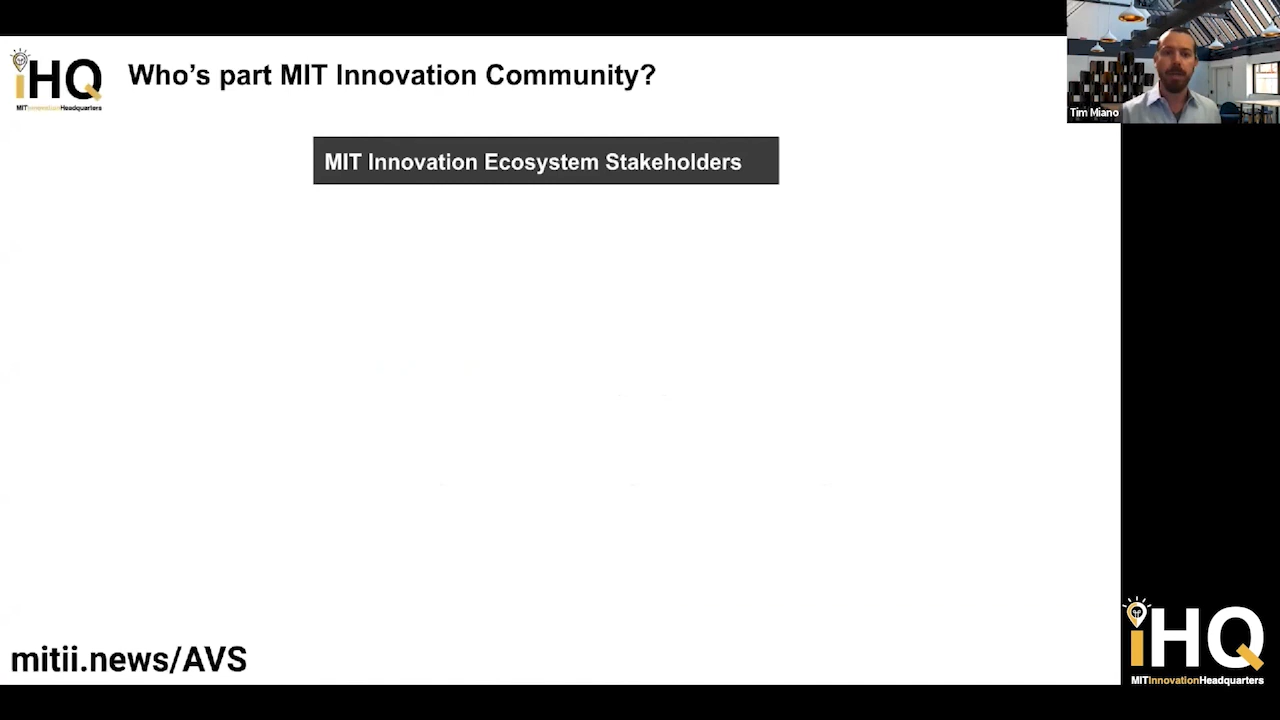 iHQ
MITInnovationHeadquarters
Who's part MIT Innovation Community?
Tim Miano
MIT Innovation Ecosystem Stakeholders
mitii.news/AVS
iHQ
MITInnovationHeadquarters